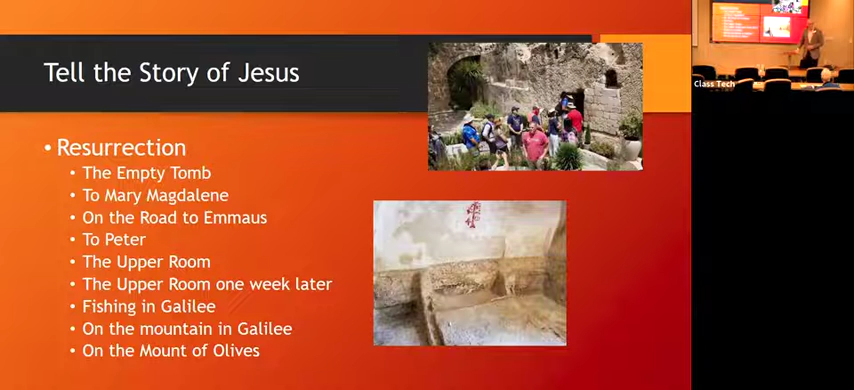 Tell the Story of Jesus
• Resurrection
• The Empty Tomb
• To Mary Magdalene
• On the Road to Emmaus
• To Peter
• The Upper Room
• The Upper Room one week later
• Fishing in Galilee
• On the mountain in Galilee
• On the Mount of Olives
Class Tech